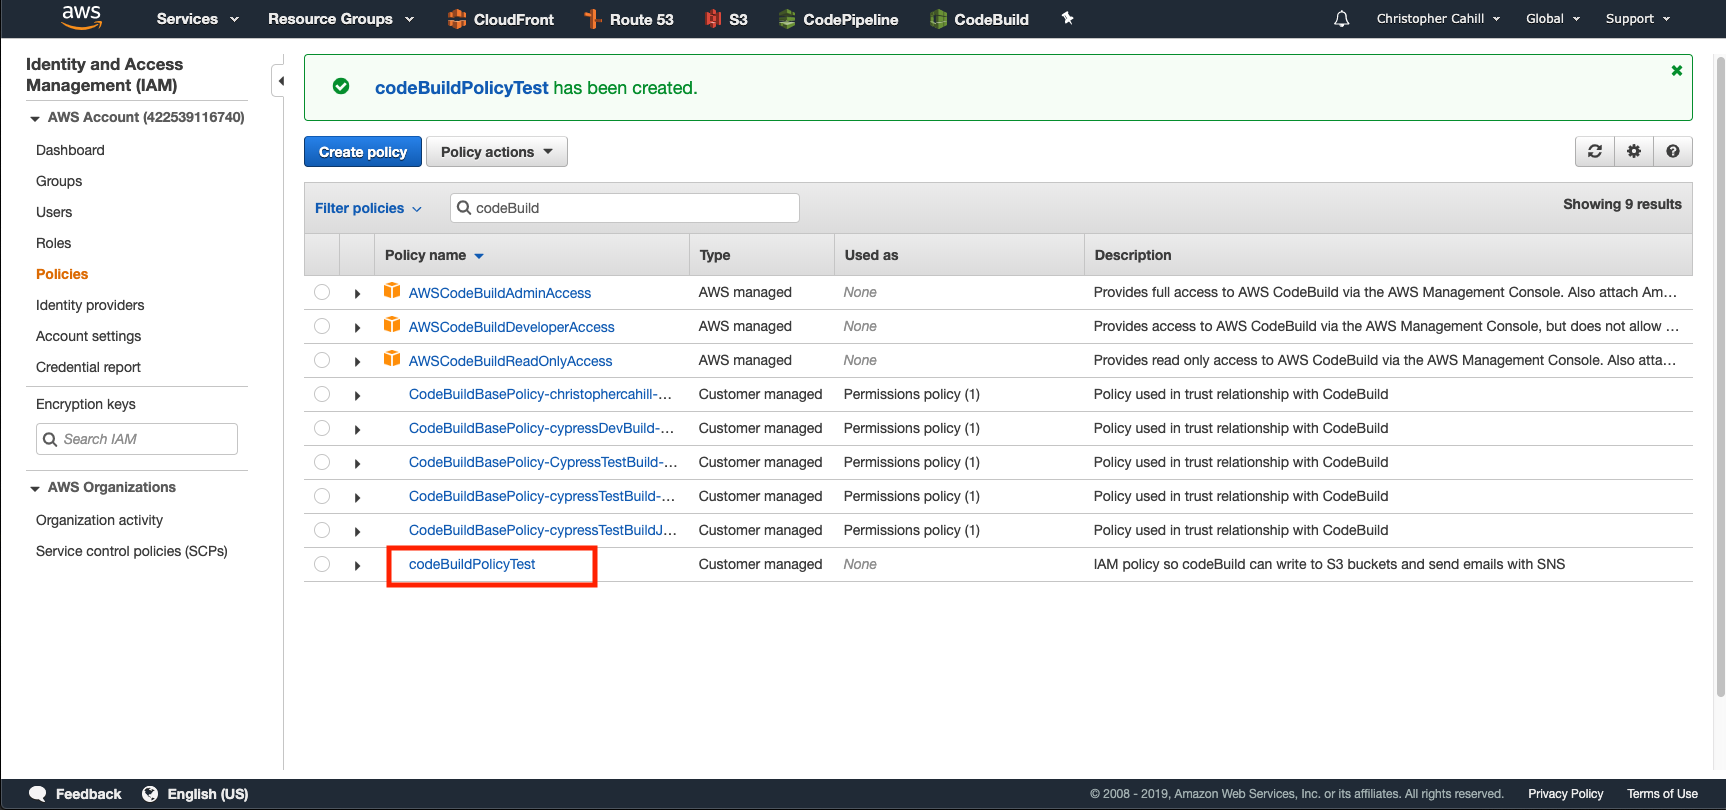 aws Services Resource Groups CloudFront Route 53 S3 CodePipeline CodeBuild Christopher Cahill Global Support
Identity and Access
Management (IAM)
AWS Account (422539116740)
Dashboard
Groups
Users
Roles
Policies
Identity providers
Account settings
Credential report
Encryption keys
Search IAM
AWS Organizations
Organization activity
Service control policies (SCPs)
codeBuildPolicyTest has been created.
Create policy Policy actions
Filter policies codeBuild Showing 9 results
Policy name Type Used as Description
AWSCodeBuildAdminAccess AWS managed None Provides full access to AWS CodeBuild via the AWS Management Console. Also attach Am...
AWSCodeBuildDeveloperAccess AWS managed None Provides access to AWS CodeBuild via the AWS Management Console, but does not allow ...
AWSCodeBuildReadOnlyAccess AWS managed None Provides read only access to AWS CodeBuild via the AWS Management Console. Also atta...
CodeBuildBasePolicy-christophercahill-... Customer managed Permissions policy (1) Policy used in trust relationship with CodeBuild
CodeBuildBasePolicy-cypressDevBuild-... Customer managed Permissions policy (1) Policy used in trust relationship with CodeBuild
CodeBuildBasePolicy-CypressTestBuild-... Customer managed Permissions policy (1) Policy used in trust relationship with CodeBuild
CodeBuildBasePolicy-cypressTestBuild-... Customer managed Permissions policy (1) Policy used in trust relationship with CodeBuild
CodeBuildBasePolicy-cypressTestBuildJ... Customer managed Permissions policy (1) Policy used in trust relationship with CodeBuild
codeBuildPolicyTest Customer managed None IAM policy so codeBuild can write to S3 buckets and send emails with SNS
Feedback English (US) © 2008 - 2019, Amazon Web Services, Inc. or its affiliates. All rights reserved. Privacy Policy Terms of Use